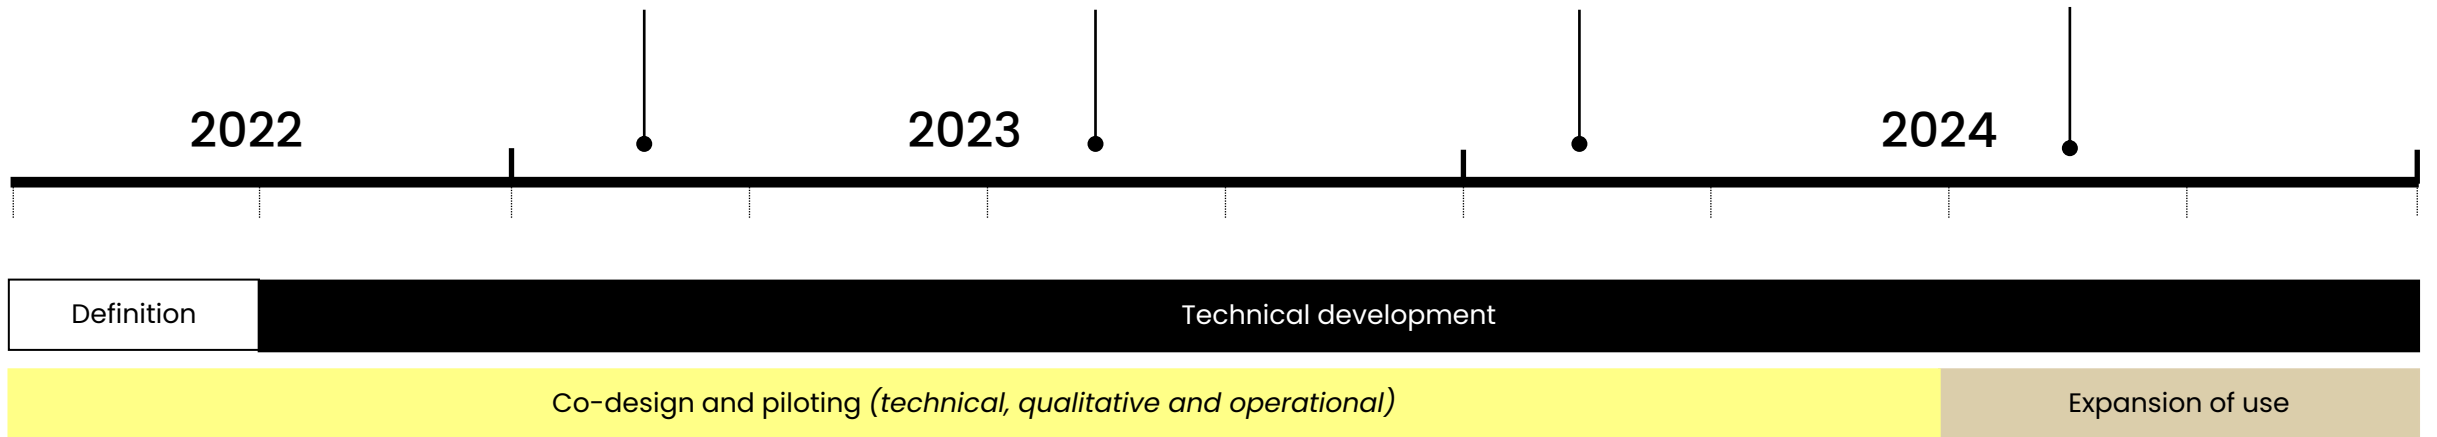 2022
2023
2024
Definition
Technical development
Co-design and piloting (technical, qualitative and operational)
Expansion of use